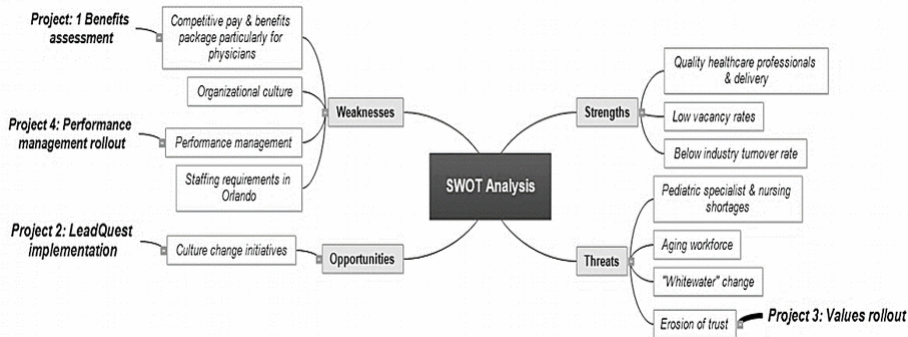 Project: 1 Benefits
assessment
Competitive pay & benefits
package particularly for
physicians
Organizational culture
Project 4: Performance
management rollout
Performance management
Staffing requirements in
Orlando
Weaknesses
Project 2: LeadQuest
implementation
Culture change initiatives
Opportunities
SWOT Analysis
Strengths
Quality healthcare professionals
& delivery
Low vacancy rates
Below industry turnover rate
Threats
Pediatric specialist & nursing
shortages
Aging workforce
"Whitewater" change
Erosion of trust
Project 3: Values rollout